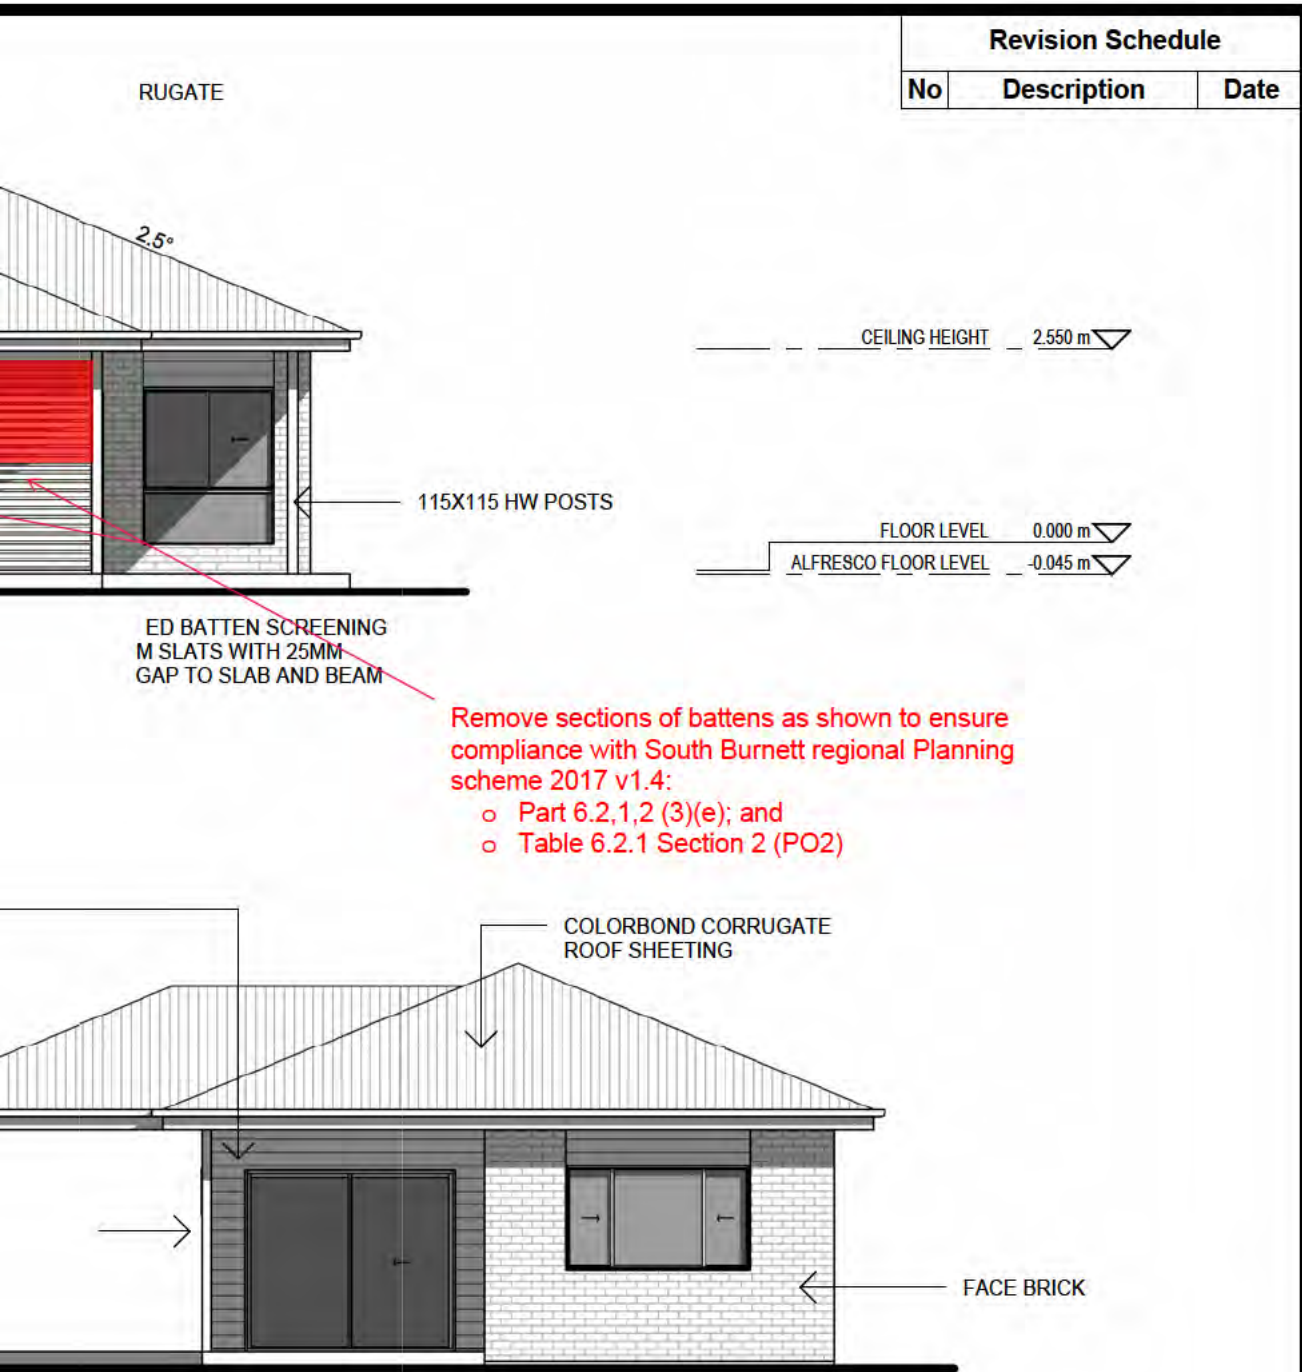 Revision Schedule
No Description Date
RUGATE
2.5°
CEILING HEIGHT 2.550 m
115X115 HW POSTS
FLOOR LEVEL 0.000 m
ALFRESCO FLOOR LEVEL -0.045 m
ED BATTEN SCREENING
M SLATS WITH 25MM
GAP TO SLAB AND BEAM
Remove sections of battens as shown to ensure
compliance with South Burnett regional Planning
scheme 2017 v1.4:
o Part 6.2,1,2 (3)(e); and
o Table 6.2.1 Section 2 (PO2)
COLORBOND CORRUGATE
ROOF SHEETING
FACE BRICK